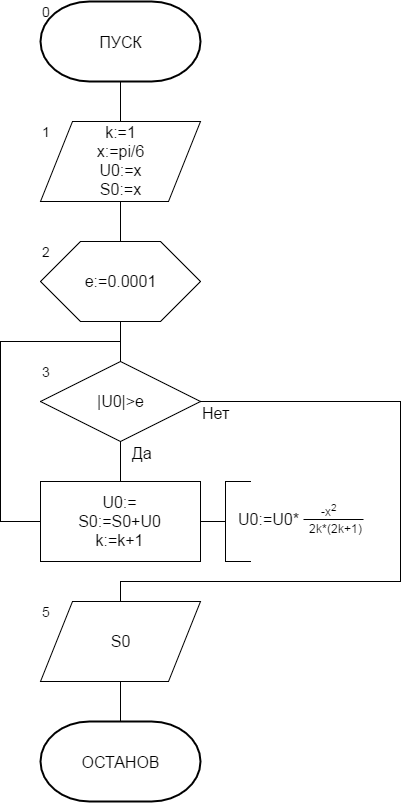 0
ПУСК
1
k:=1
x:=pi/6
U0:=x
S0:=x
2
e:=0.0001
3
|U0|>e
Нет
Да
U0:=
S0:=S0+U0
k:=k+1
U0:=U0* -x²
2k*(2k+1)
5
S0
ОСТАНОВ